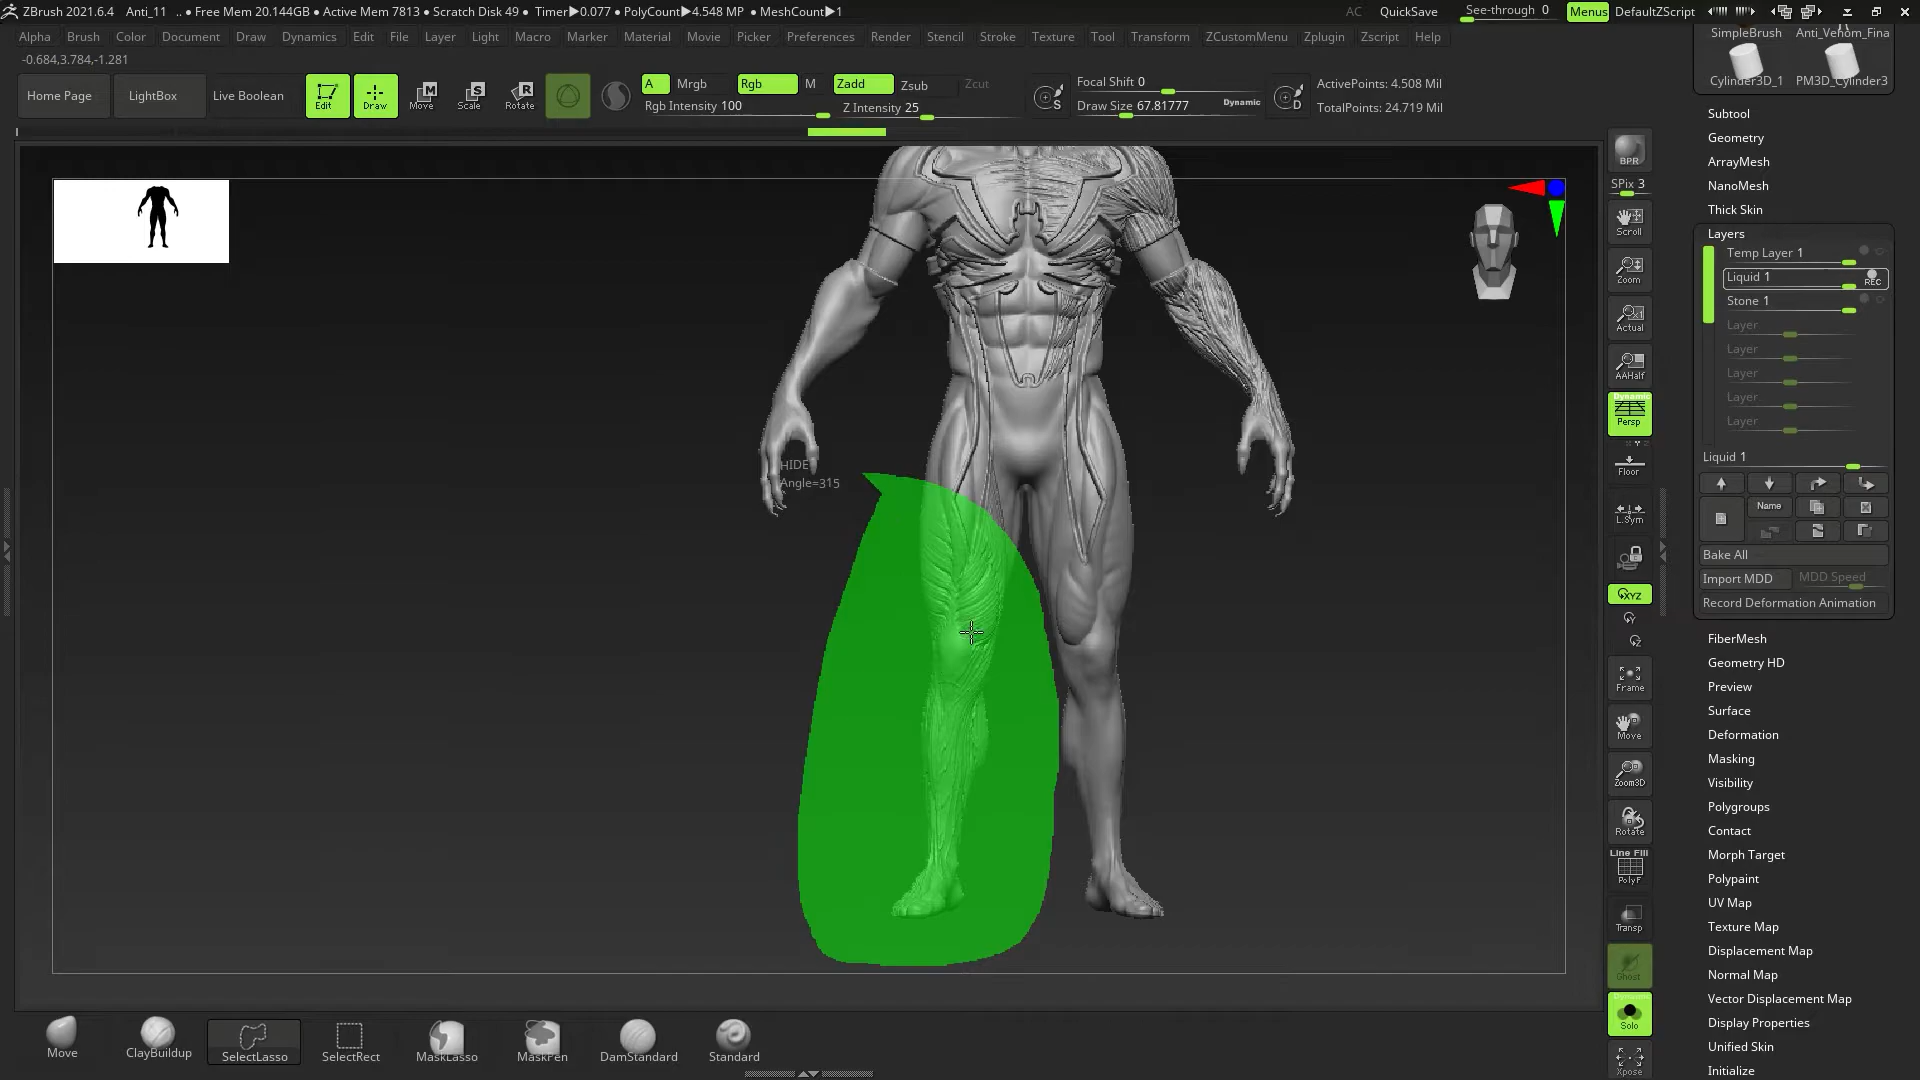 ZBrush 2021.6.4 Anti_11 .. ● Free Mem 20.144GB ● Active Mem 7813 ● Scratch Disk 49 ● Timer▶0.077 ● PolyCount▶4.548 MP ● MeshCount▶1 AC QuickSave See-through 0 Menus DefaultZScript
Alpha Brush Color Document Draw Dynamics Edit File Layer Light Macro Marker Material Movie Picker Preferences Render Stencil Stroke Texture Tool Transform ZCustomMenu Zplugin Zscript Help
-0.684,3.784,-1.281
Home Page LightBox Live Boolean Edit Draw Move Scale Rotate
A Mrgb Rgb M Zadd Zsub Zcut
Rgb Intensity 100 Z Intensity 25
S Focal Shift 0
Draw Size 67.81777 Dynamic D
ActivePoints: 4.508 Mil
TotalPoints: 24.719 Mil
HIDE
Angle=315
BPR
SPix 3
Scroll
Zoom
Actual
AAHalf
Dynamic
Persp
Floor
L.Sym
XYZ
Y
Z
Frame
Move
Zoom3D
Rotate
Line Fill
PolyF
Transp
Ghost
Dynamic
Solo
Xpose
SimpleBrush Anti_Venom_Fina
Cylinder3D_1 PM3D_Cylinder3
Subtool
Geometry
ArrayMesh
NanoMesh
Thick Skin
Layers
Temp Layer 1
Liquid 1 REC
Stone 1
Layer
Layer
Layer
Layer
Layer
Liquid 1
Name
Bake All
Import MDD MDD Speed
Record Deformation Animation
FiberMesh
Geometry HD
Preview
Surface
Deformation
Masking
Visibility
Polygroups
Contact
Morph Target
Polypaint
UV Map
Texture Map
Displacement Map
Normal Map
Vector Displacement Map
Display Properties
Unified Skin
Initialize
Move ClayBuildup SelectLasso SelectRect MaskLasso MaskPen DamStandard Standard